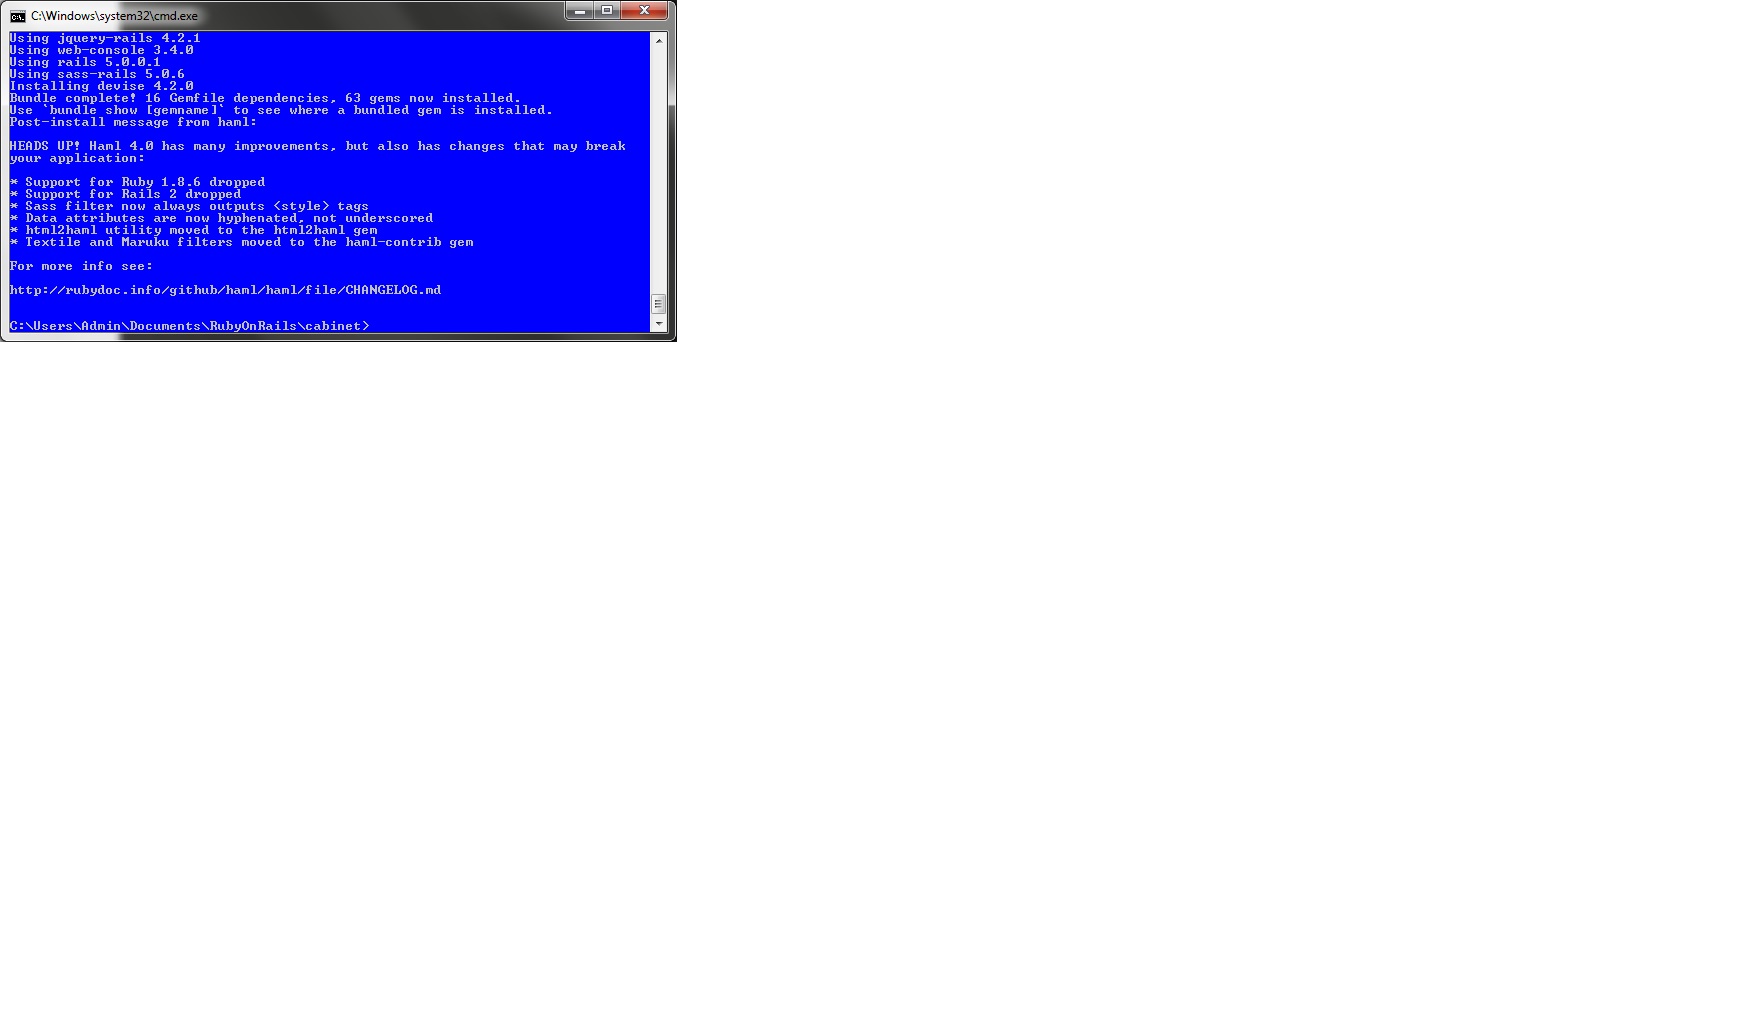 C:\Windows\system32\cmd.exe
Using jquery-rails 4.2.1
Using web-console 3.4.0
Using rails 5.0.0.1
Using sass-rails 5.0.6
Installing devise 4.2.0
Bundle complete! 16 Gemfile dependencies, 63 gems now installed.
Use `bundle show [gemname]` to see where a bundled gem is installed.
Post-install message from haml:
HEADS UP! Haml 4.0 has many improvements, but also has changes that may break
your application:
* Support for Ruby 1.8.6 dropped
* Support for Rails 2 dropped
* Sass filter now always outputs <style> tags
* Data attributes are now hyphenated, not underscored
* html2haml utility moved to the html2haml gem
* Textile and Maruku filters moved to the haml-contrib gem
For more info see:
http://rubydoc.info/github/haml/haml/file/CHANGELOG.md
C:\Users\Admin\Documents\RubyOnRails\cabinet>